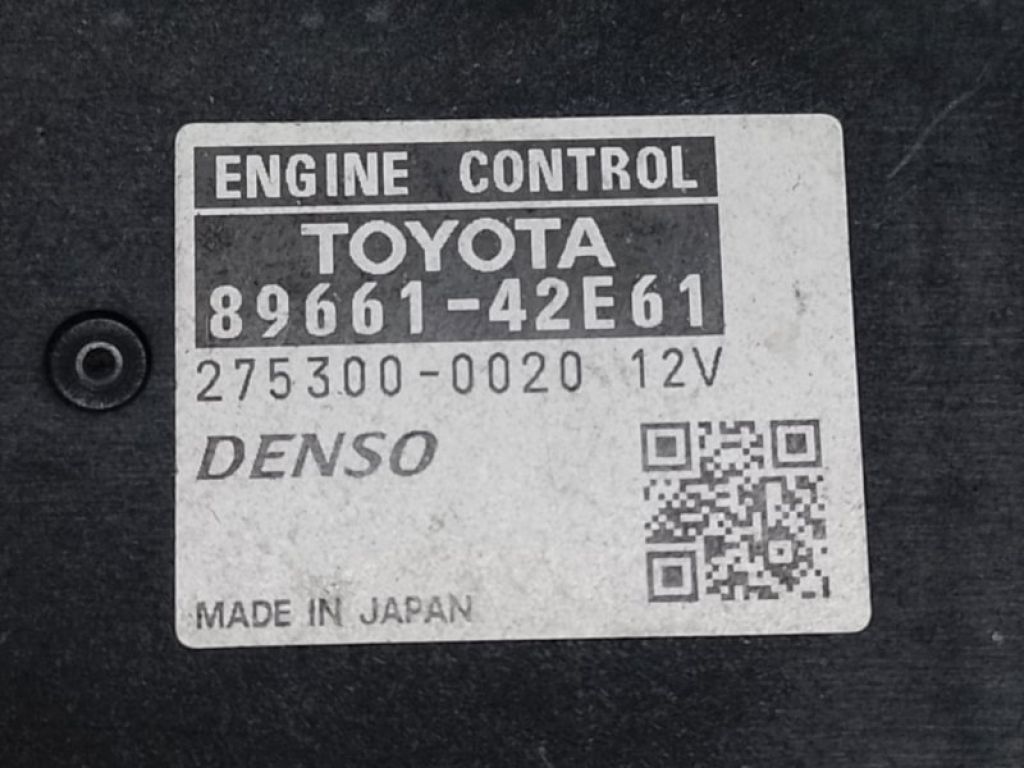 ENGINE CONTROL
TOYOTA
89661-42E61
275300-0020 12V
DENSO
MADE IN JAPAN